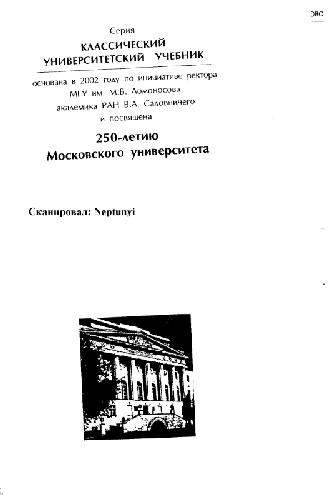 Серия
КЛАССИЧЕСКИЙ
УНИВЕРСИТЕТСКИЙ УЧЕБНИК
основана в 2002 году по инициативе ректора
МГУ им. М.В. Ломоносова
академика РАН В.А. Садовничего
и посвящена
250-летию
Московского университета
Сканировал: Neptunyi